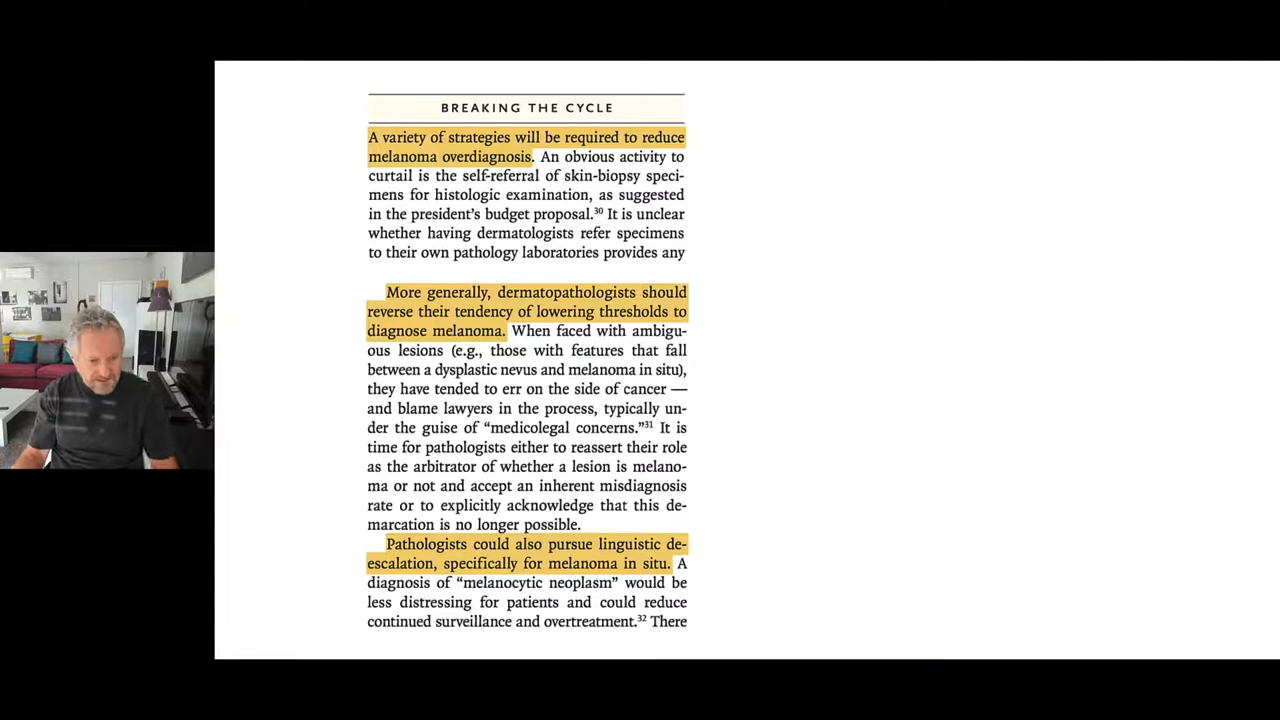 BREAKING THE CYCLE
A variety of strategies will be required to reduce
melanoma overdiagnosis. An obvious activity to
curtail is the self-referral of skin-biopsy speci-
mens for histologic examination, as suggested
in the president's budget proposal.³⁰ It is unclear
whether having dermatologists refer specimens
to their own pathology laboratories provides any
More generally, dermatopathologists should
reverse their tendency of lowering thresholds to
diagnose melanoma. When faced with ambigu-
ous lesions (e.g., those with features that fall
between a dysplastic nevus and melanoma in situ),
they have tended to err on the side of cancer —
and blame lawyers in the process, typically un-
der the guise of “medicolegal concerns.”³¹ It is
time for pathologists either to reassert their role
as the arbitrator of whether a lesion is melano-
ma or not and accept an inherent misdiagnosis
rate or to explicitly acknowledge that this de-
marcation is no longer possible.
Pathologists could also pursue linguistic de-
escalation, specifically for melanoma in situ. A
diagnosis of “melanocytic neoplasm” would be
less distressing for patients and could reduce
continued surveillance and overtreatment.³² There